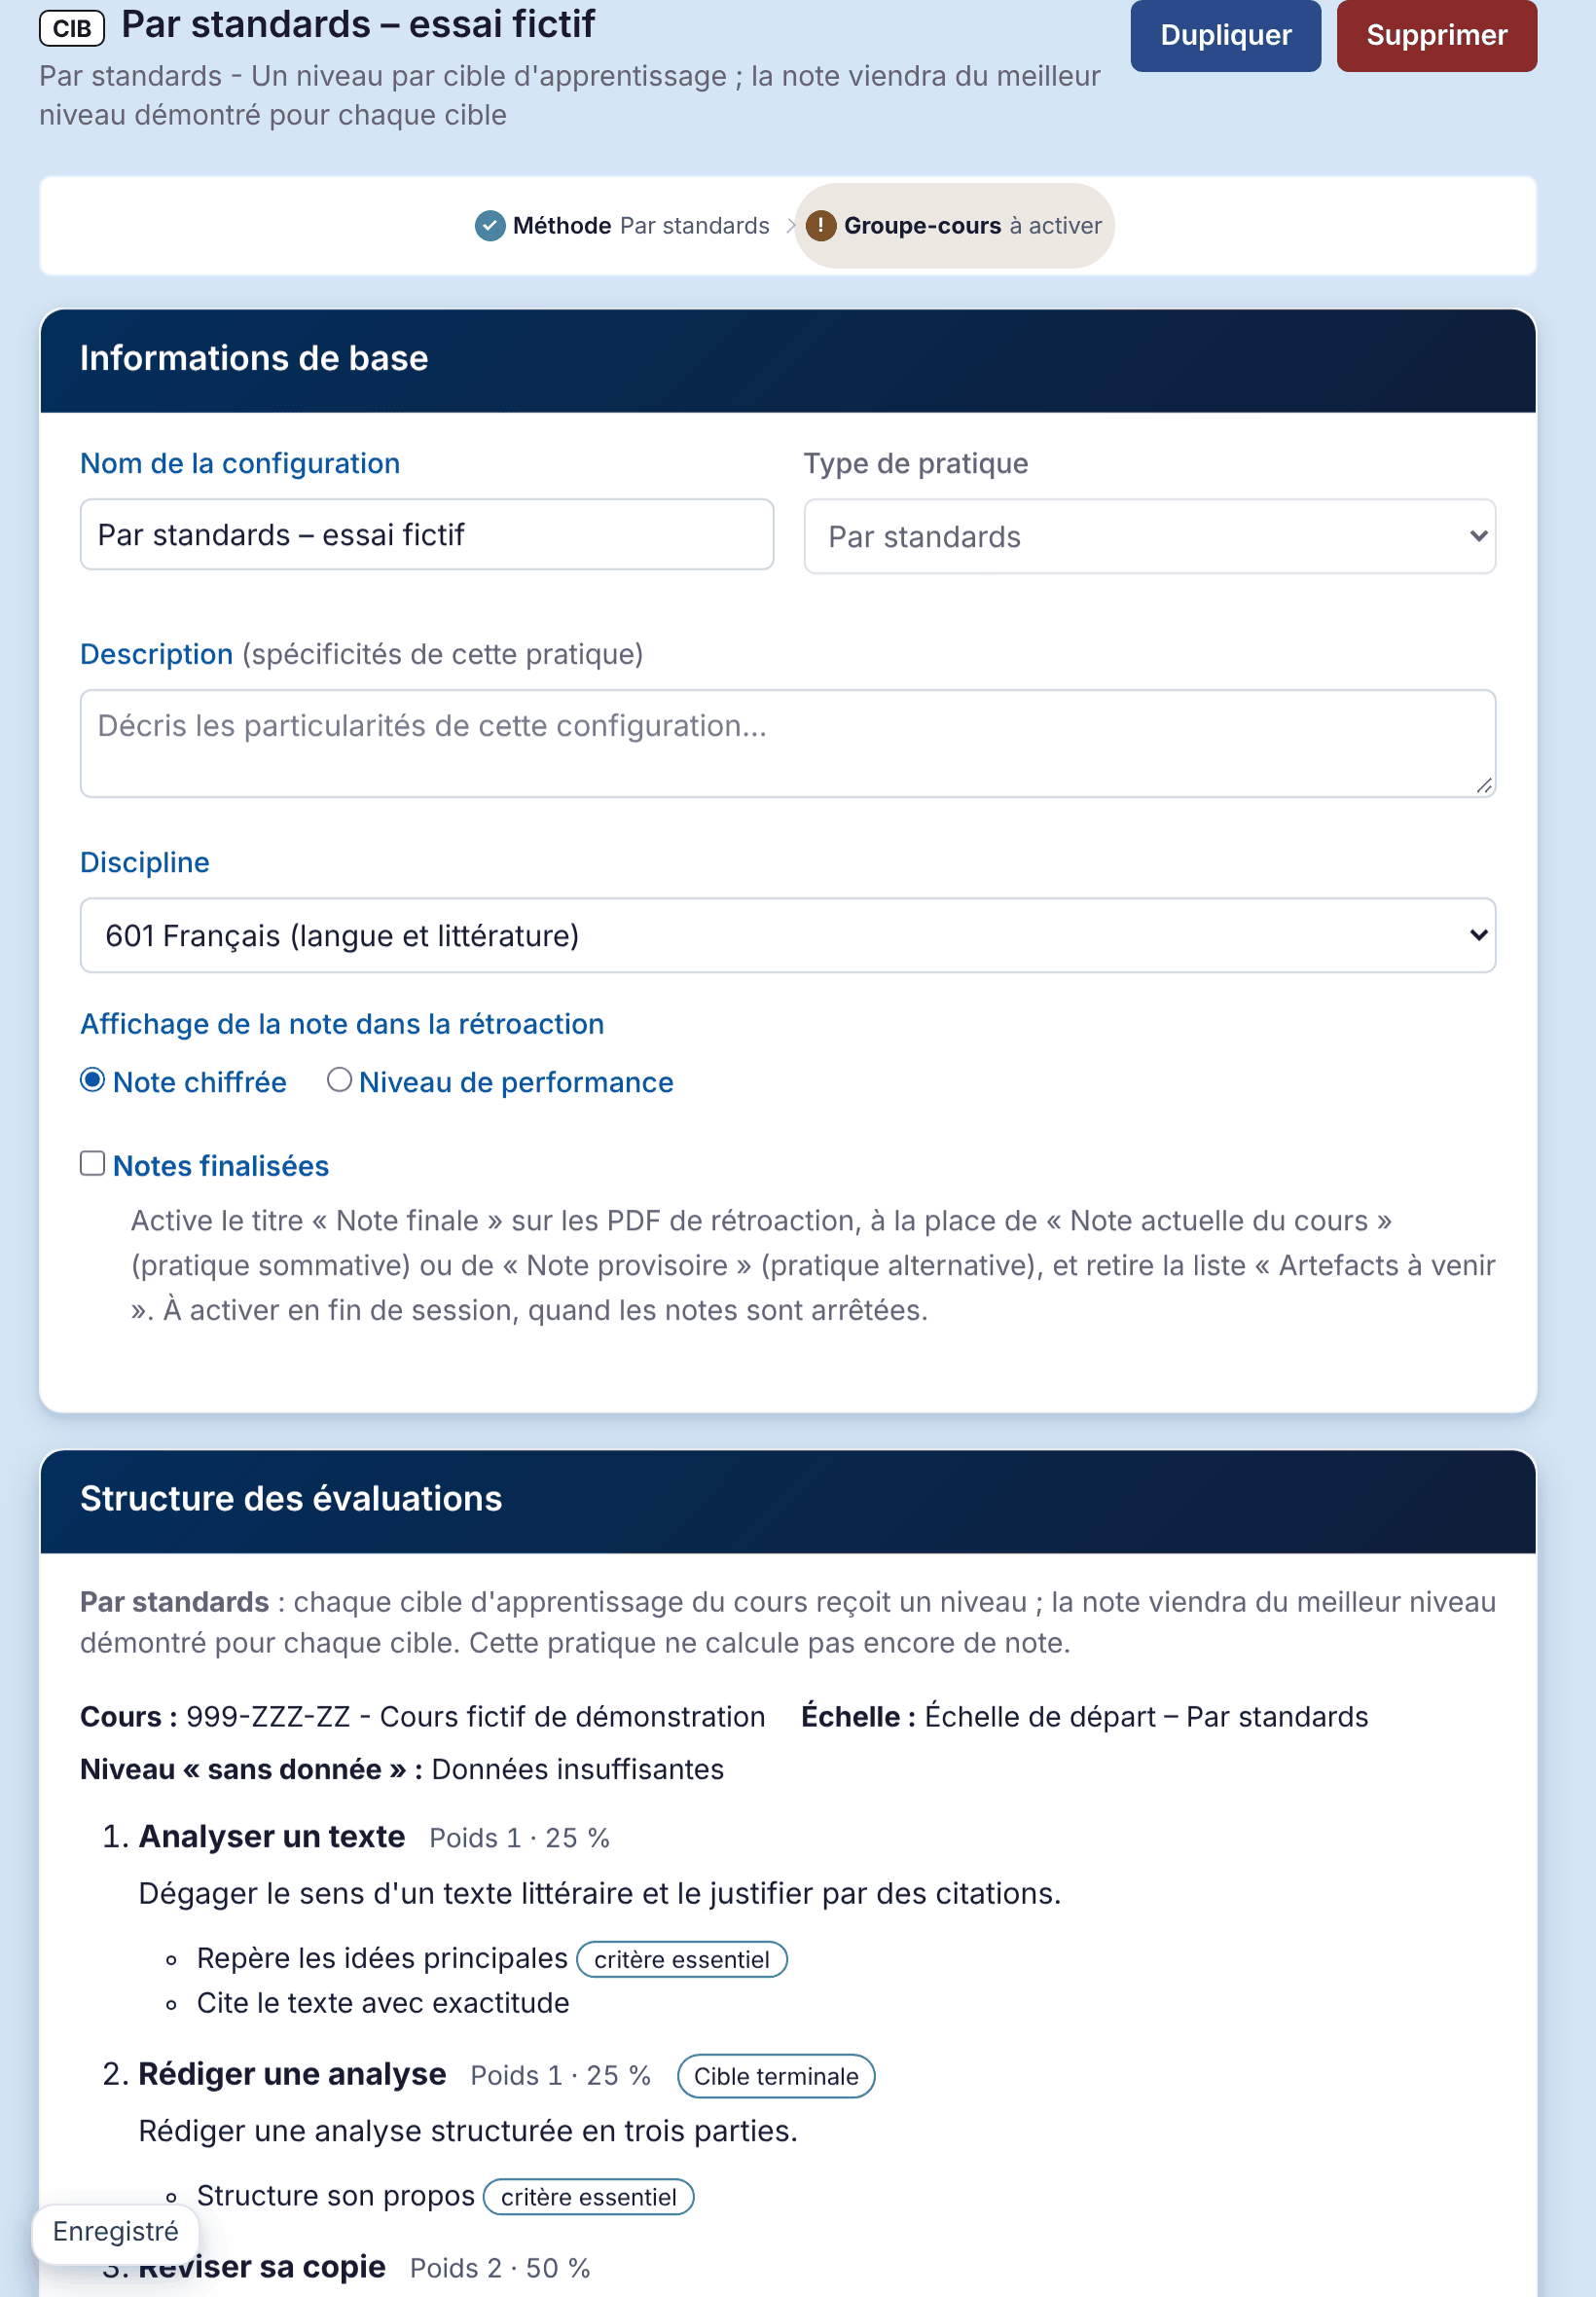 CIB Par standards – essai fictif
Dupliquer
Supprimer
Par standards - Un niveau par cible d'apprentissage ; la note viendra du meilleur
niveau démontré pour chaque cible
Méthode Par standards
! Groupe-cours à activer
Informations de base
Nom de la configuration
Type de pratique
Par standards – essai fictif
Par standards
Description (spécificités de cette pratique)
Décris les particularités de cette configuration...
Discipline
601 Français (langue et littérature)
Affichage de la note dans la rétroaction
Note chiffrée
Niveau de performance
Notes finalisées
Active le titre « Note finale » sur les PDF de rétroaction, à la place de « Note actuelle du cours »
(pratique sommative) ou de « Note provisoire » (pratique alternative), et retire la liste « Artefacts à venir
». À activer en fin de session, quand les notes sont arrêtées.
Structure des évaluations
Par standards : chaque cible d'apprentissage du cours reçoit un niveau ; la note viendra du meilleur niveau
démontré pour chaque cible. Cette pratique ne calcule pas encore de note.
Cours : 999-ZZZ-ZZ - Cours fictif de démonstration Échelle : Échelle de départ – Par standards
Niveau « sans donnée » : Données insuffisantes
1. Analyser un texte Poids 1 · 25 %
Dégager le sens d'un texte littéraire et le justifier par des citations.
Repère les idées principales critère essentiel
Cite le texte avec exactitude
2. Rédiger une analyse Poids 1 · 25 % Cible terminale
Rédiger une analyse structurée en trois parties.
Structure son propos critère essentiel
Enregistré
3. Réviser sa copie Poids 2 · 50 %